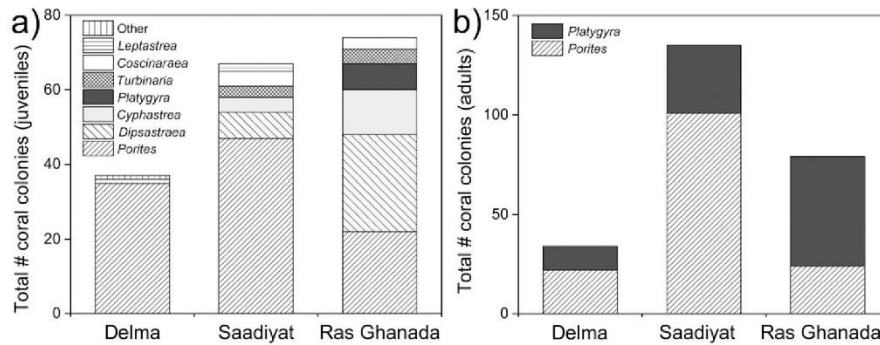 a)
Total # coral colonies (juveniles)
80
60
40
20
0
Other
Leptastrea
Coscinaraea
Turbinaria
Platygyra
Cyphastrea
Dipsastraea
Porites
Delma Saadiyat Ras Ghanada
b)
Total # coral colonies (adults)
150
100
50
0
Platygyra
Porites
Delma Saadiyat Ras Ghanada